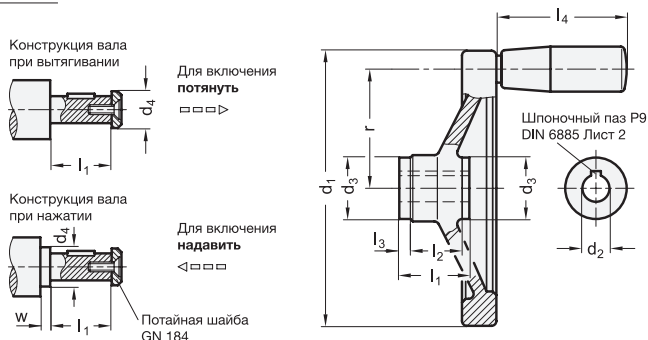 Конструкция вала
при вытягивании
d4
l1
Для включения
потянуть
Конструкция вала
при нажатии
d4
w
l1
Для включения
надавить
Потайная шайба
GN 184
l4
d1
r
d3
d3
l3
l2
l1
Шпоночный паз P9
DIN 6885 Лист 2
d2